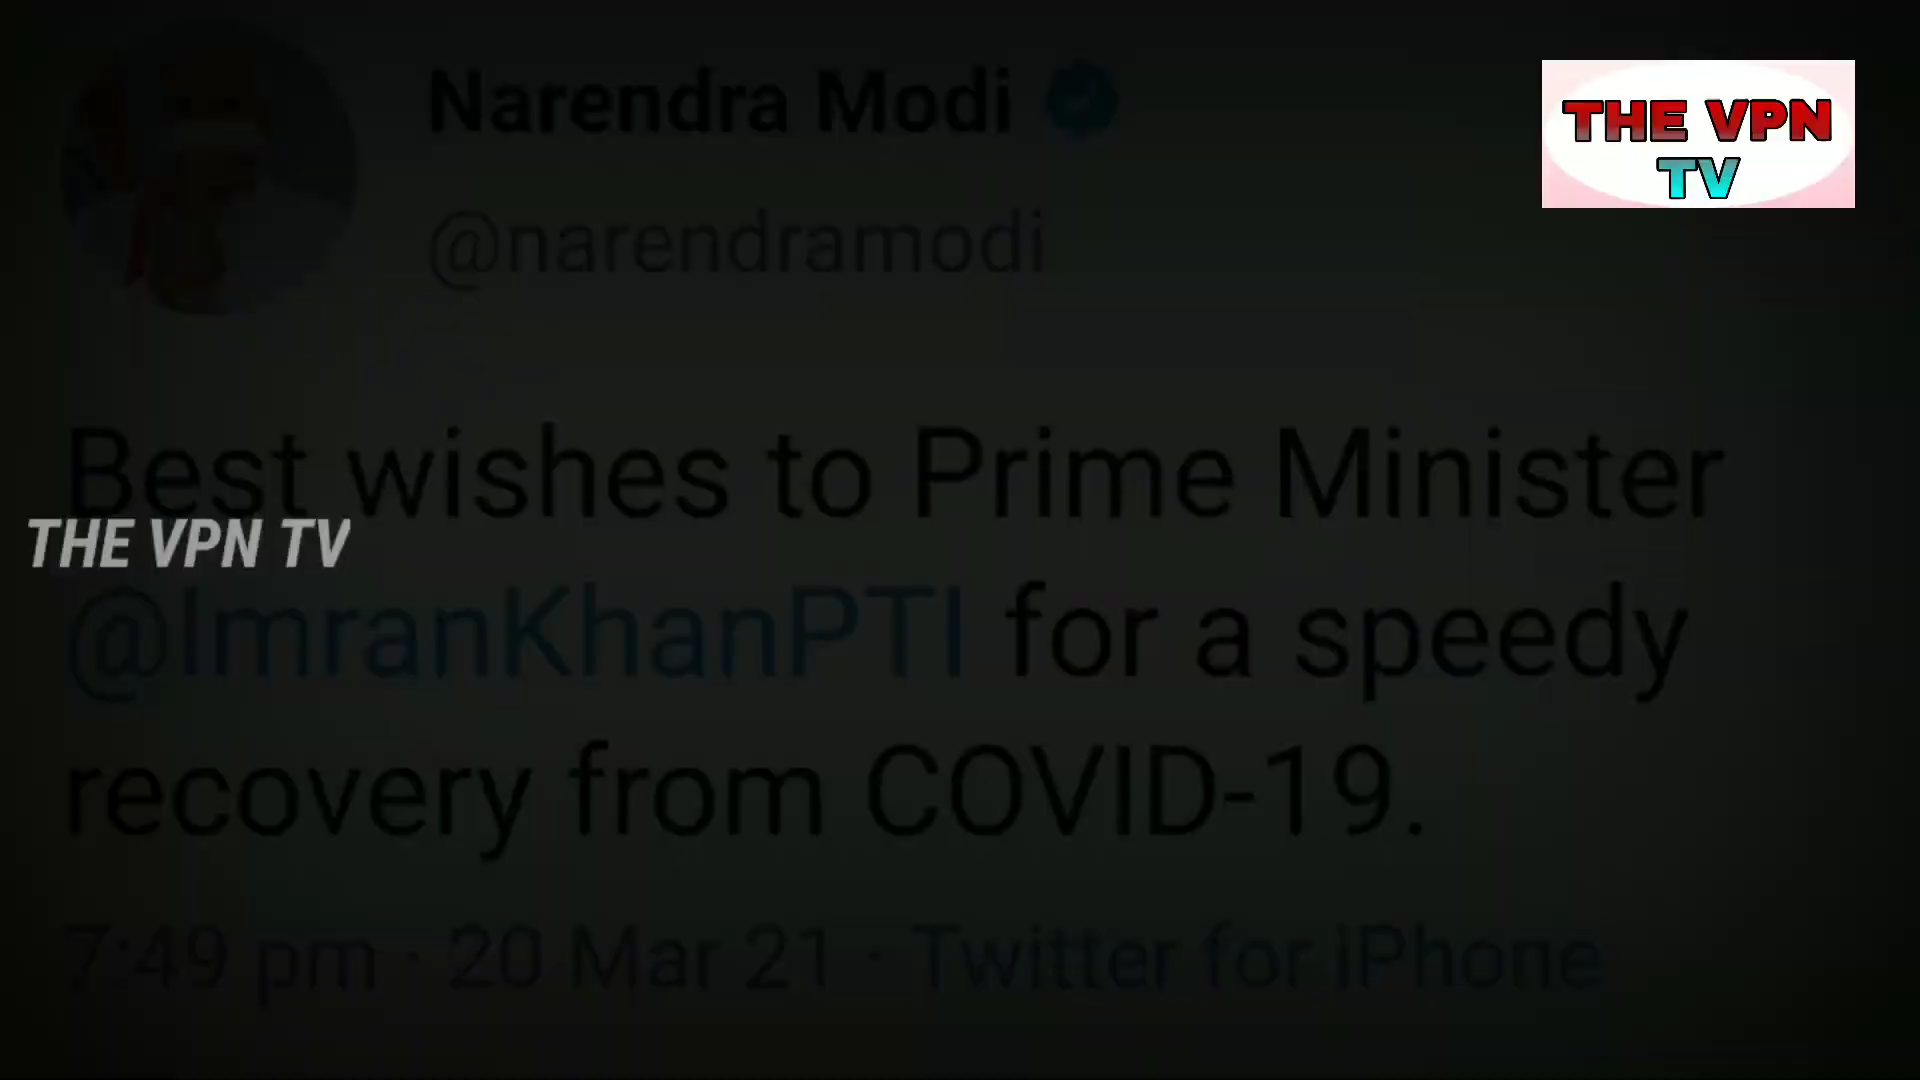 Narendra Modi
THE VPN
TV
@narendramodi
Best wishes to Prime Minister
THE VPN TV
@ImranKhanPTI for a speedy
recovery from COVID-19.
7:49 pm · 20 Mar 21 · Twitter for iPhone